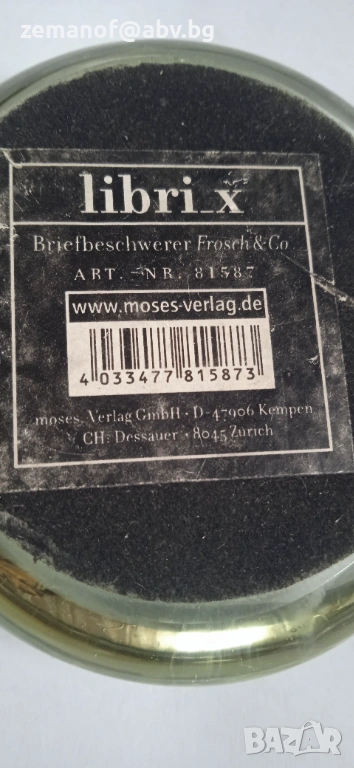 zemanof@abv.bg
libri_x
Briefbeschwerer Frosch & Co
ART.-NR. 81587
www.moses-verlag.de
4 033477 815873
moses. Verlag GmbH · D-47906 Kempen
CH: Dessauer · 8045 Zürich
BAZAR